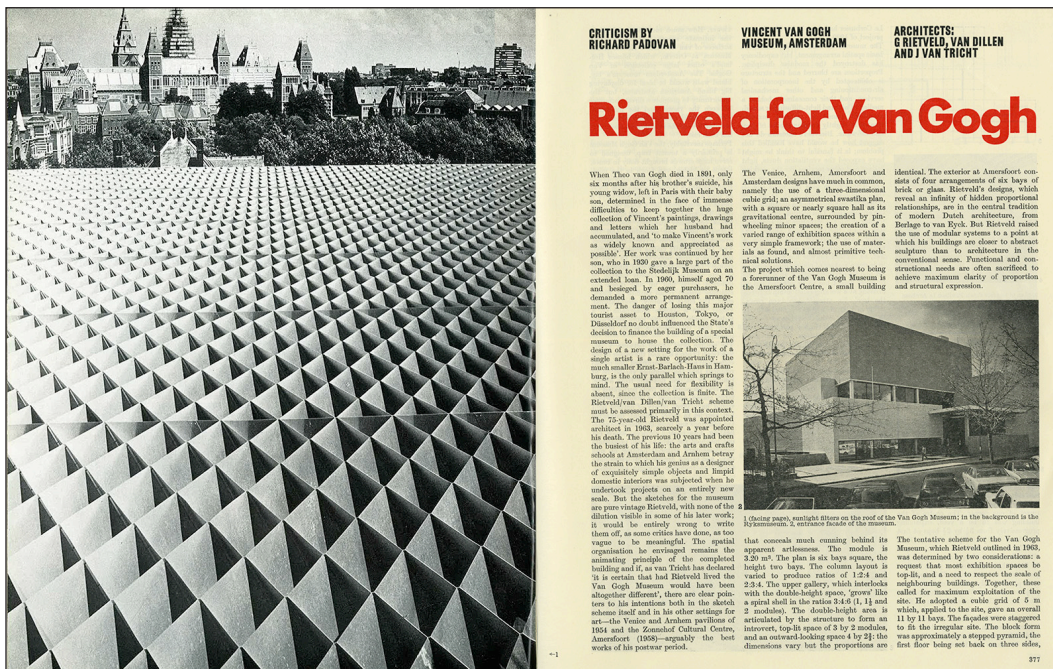 CRITICISM BY
RICHARD PADOVAN
VINCENT VAN GOGH
MUSEUM, AMSTERDAM
ARCHITECTS:
G RIETVELD, VAN DILLEN
AND J VAN TRICHT
Rietveld for Van Gogh
When Theo van Gogh died in 1891, only
six months after his brother's suicide, his
young widow, left in Paris with their baby
son, determined in the face of immense
difficulties to keep together the huge
collection of Vincent's paintings, drawings
and letters which her husband had
accumulated, and 'to make Vincent's work
as widely known and appreciated as
possible'. Her work was continued by her
son, who in 1930 gave a large part of the
collection to the Stedelijk Museum on an
extended loan. In 1960, himself aged 70
and besieged by eager purchasers, he
demanded a more permanent arrange-
ment. The danger of losing this major
tourist asset to Houston, Tokyo, or
Düsseldorf no doubt influenced the State's
decision to finance the building of a special
museum to house the collection. The
design of a new setting for the work of a
single artist is a rare opportunity: the
much smaller Ernst-Barlach-Haus in Ham-
burg, is the only parallel which springs to
mind. The usual need for flexibility is
absent, since the collection is finite. The
Rietveld/van Dillen/van Tricht scheme
must be assessed primarily in this context.
The 75-year-old Rietveld was appointed
architect in 1963, scarcely a year before
his death. The previous 10 years had been
the busiest of his life: the arts and crafts
schools at Amsterdam and Arnhem betray
the strain to which his genius as a designer
of exquisitely simple objects and limpid
domestic interiors was subjected when he
undertook projects on an entirely new
scale. But the sketches for the museum
are pure vintage Rietveld, with none of the
dilution visible in some of his later work;
it would be entirely wrong to write
them off, as some critics have done, as too
vague to be meaningful. The spatial
organisation he envisaged remains the
animating principle of the completed
building and if, as van Tricht has declared
'it is certain that had Rietveld lived the
Van Gogh Museum would have been
altogether different', there are clear poin-
ters to his intentions both in the sketch
scheme itself and in his other settings for
art—the Venice and Arnhem pavilions of
1954 and the Zonnehof Cultural Centre,
Amersfoort (1958)—arguably the best
works of his postwar period.
The Venice, Arnhem, Amersfoort and
Amsterdam designs have much in common,
namely the use of a three-dimensional
cubic grid; an asymmetrical swastika plan,
with a square or nearly square hall as its
gravitational centre, surrounded by pin-
wheeling minor spaces; the creation of a
varied range of exhibition spaces within a
very simple framework; the use of mater-
ials as found, and almost primitive tech-
nical solutions.
The project which comes nearest to being
a forerunner of the Van Gogh Museum is
the Amersfoort Centre, a small building
identical. The exterior at Amersfoort con-
sists of four arrangements of six bays of
brick or glass. Rietveld's designs, which
reveal an infinity of hidden proportional
relationships, are in the central tradition
of modern Dutch architecture, from
Berlage to van Eyck. But Rietveld raised
the use of modular systems to a point at
which his buildings are closer to abstract
sculpture than to architecture in the
conventional sense. Functional and con-
structional needs are often sacrificed to
achieve maximum clarity of proportion
and structural expression.
2
1 (facing page), sunlight filters on the roof of the Van Gogh Museum; in the background is the
Ryksmuseum. 2, entrance facade of the museum.
that conceals much cunning behind its
apparent artlessness. The module is
3.20 m³. The plan is six bays square, the
height two bays. The column layout is
varied to produce ratios of 1:2:4 and
2:3:4. The upper gallery, which interlocks
with the double-height space, 'grows' like
a spiral shell in the ratios 3:4:6 (1, 1⅓ and
2 modules). The double-height area is
articulated by the structure to form an
introvert, top-lit space of 3 by 2 modules,
and an outward-looking space 4 by 2⅔: the
dimensions vary but the proportions are
The tentative scheme for the Van Gogh
Museum, which Rietveld outlined in 1963,
was determined by two considerations: a
request that most exhibition spaces be
top-lit, and a need to respect the scale of
neighbouring buildings. Together, these
called for maximum exploitation of the
site. He adopted a cubic grid of 5 m
which, applied to the site, gave an overall
11 by 11 bays. The façades were staggered
to fit the irregular site. The block form
was approximately a stepped pyramid, the
first floor being set back on three sides,
←1
377